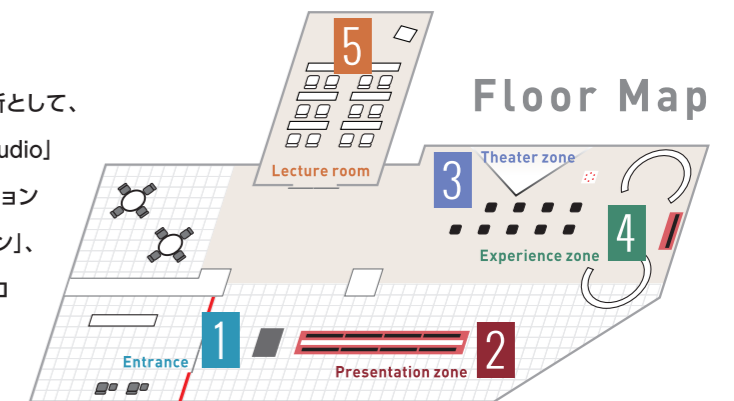 所として、
udio」
ョン
ン」、
ロ
Floor Map
5
Lecture room
3
Theater zone
4
Experience zone
1
Entrance
2
Presentation zone